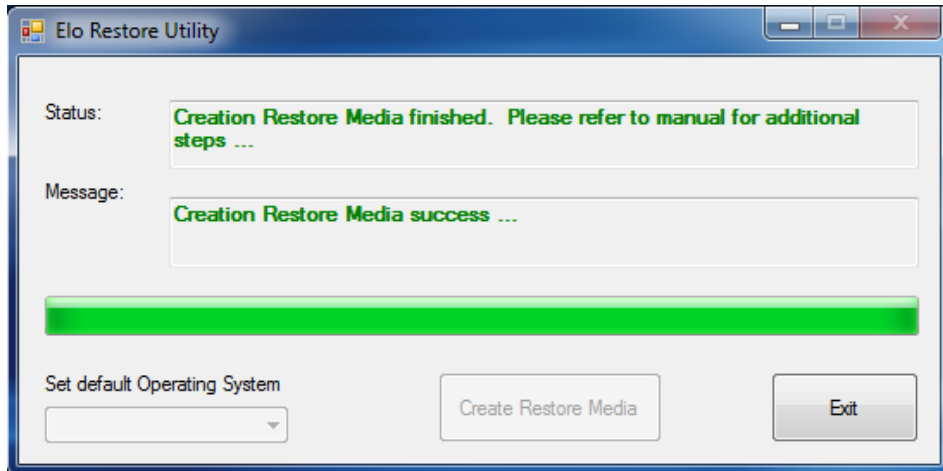 Elo Restore Utility
Status:
Creation Restore Media finished.  Please refer to manual for additional
steps ...
Message:
Creation Restore Media success ...
Set default Operating System
Create Restore Media
Exit